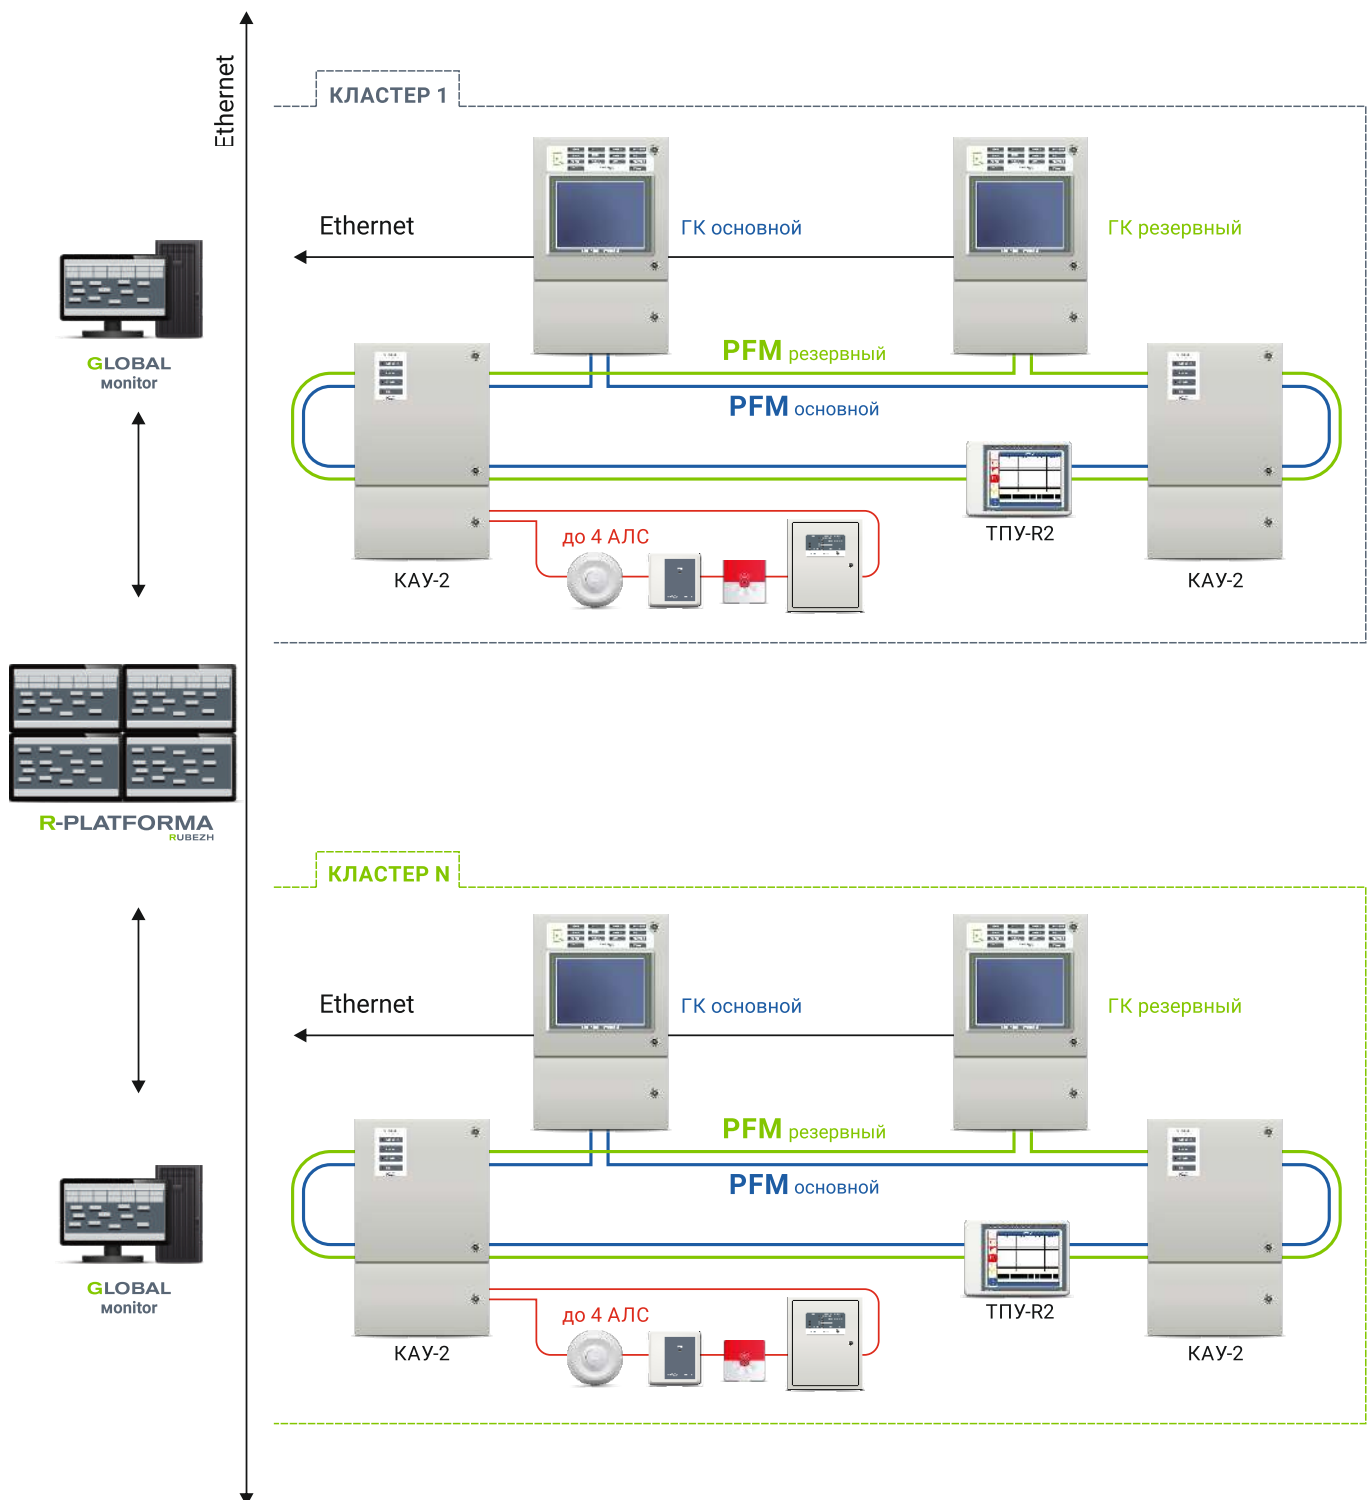 Ethernet
КЛАСТЕР 1
Ethernet
ГК основной
ГК резервный
GLOBAL
монitor
PFM резервный
PFM основной
до 4 АЛС
ТПУ-R2
КАУ-2
КАУ-2
R-PLATFORMA
RUBEZH
КЛАСТЕР N
Ethernet
ГК основной
ГК резервный
PFM резервный
PFM основной
GLOBAL
монitor
до 4 АЛС
ТПУ-R2
КАУ-2
КАУ-2